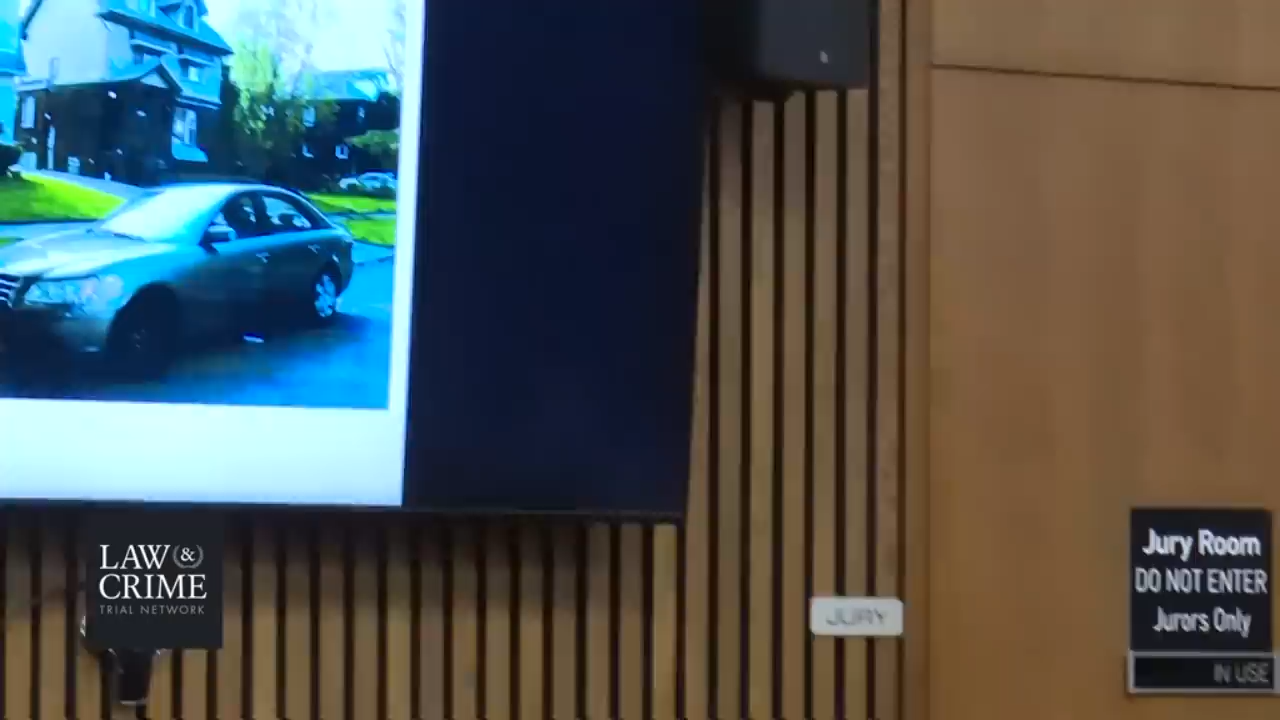 LAW & CRIME
TRIAL NETWORK
JURY
Jury Room
DO NOT ENTER
Jurors Only
IN USE